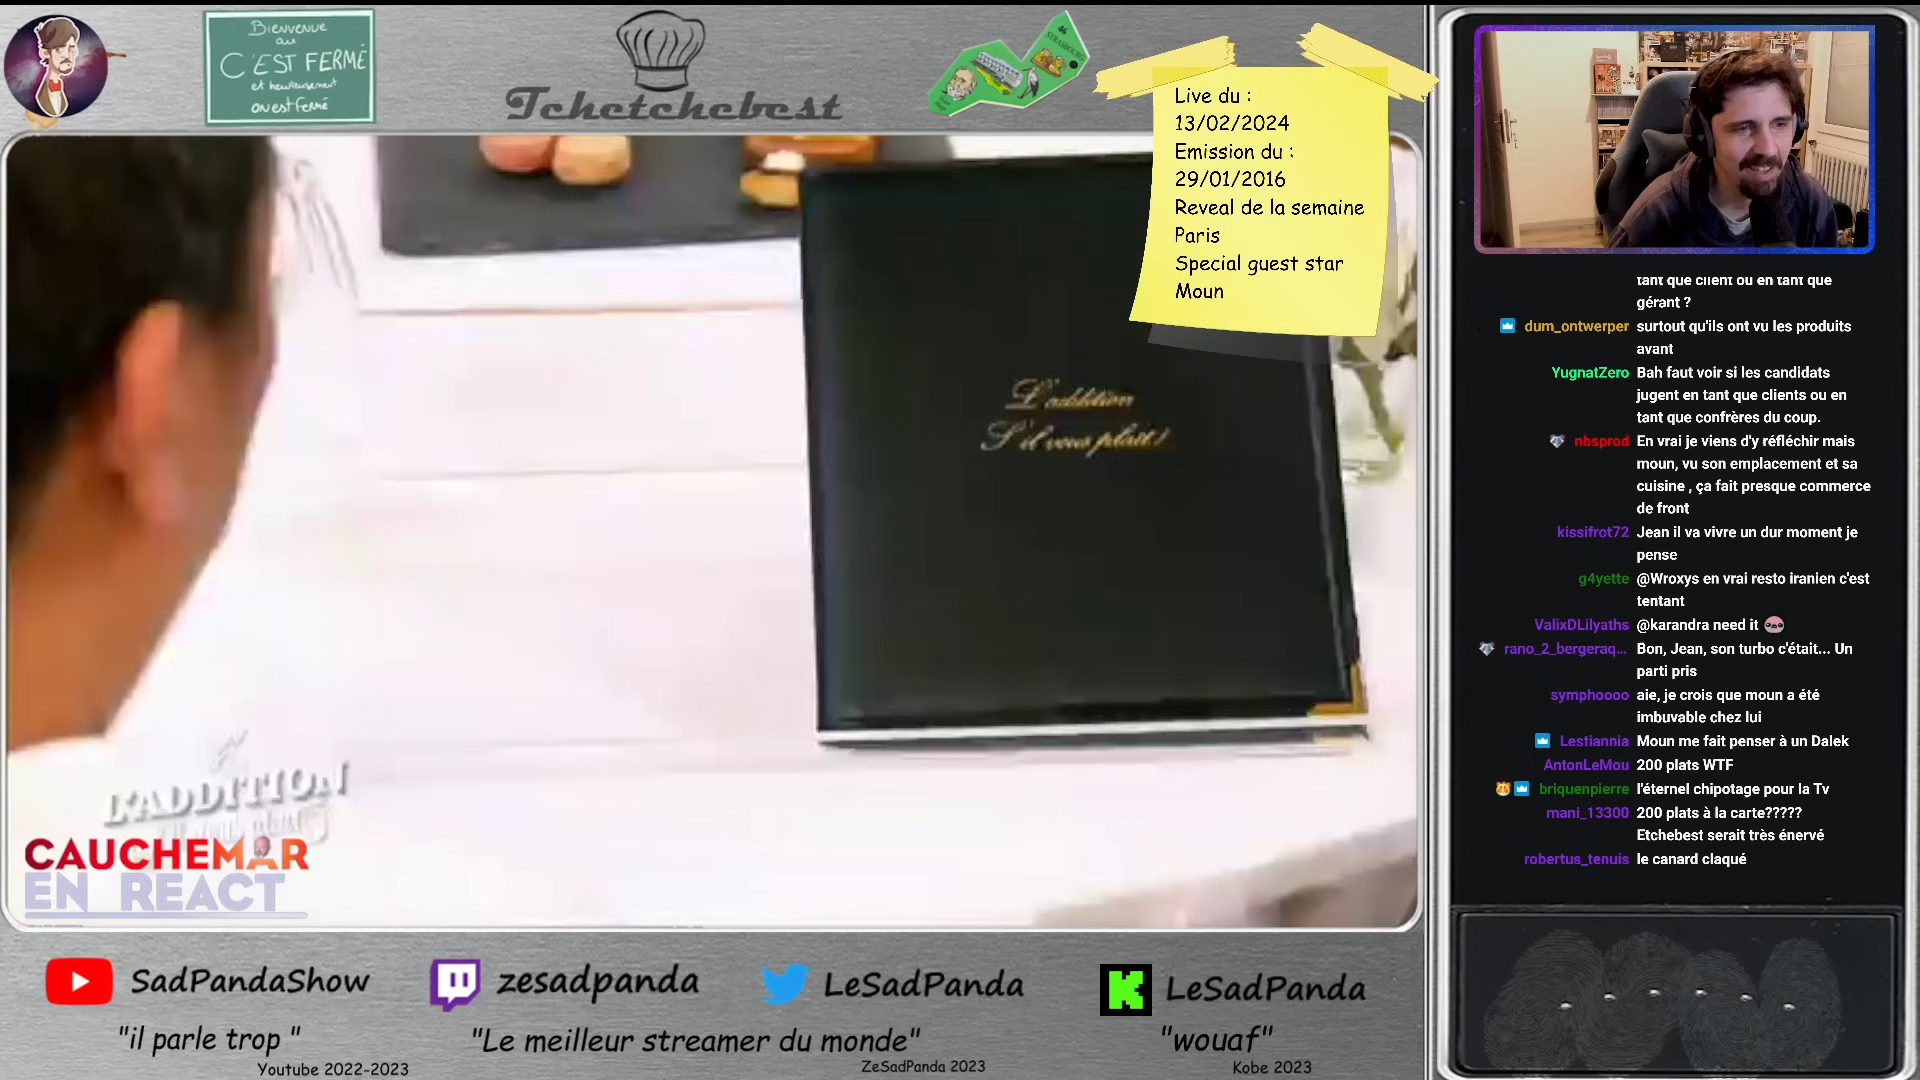 Bienvenue
au
C'EST FERMÉ
et heureusement
on est fermé
Tchetchebest
STRASBOURG
Live du :
13/02/2024
Emission du :
29/01/2016
Reveal de la semaine
Paris
Special guest star
Moun
L'addition
S'il vous plait !
L'ADDITION
CAUCHEMAR
EN REACT
tant que client ou en tant que
gérant ?
dum_ontwerper surtout qu'ils ont vu les produits
avant
YugnatZero Bah faut voir si les candidats
jugent en tant que clients ou en
tant que confrères du coup.
nbsprod En vrai je viens d'y réfléchir mais
moun, vu son emplacement et sa
cuisine , ça fait presque commerce
de front
kissifrot72 Jean il va vivre un dur moment je
pense
g4yette @Wroxys en vrai resto iranien c'est
tentant
ValixDLilyaths @karandra need it
rano_2_bergeraq... Bon, Jean, son turbo c'était... Un
parti pris
symphoooo aie, je crois que moun a été
imbuvable chez lui
Lestiannia Moun me fait penser à un Dalek
AntonLeMou 200 plats WTF
briquenpierre l'éternel chipotage pour la Tv
mani_13300 200 plats à la carte?????
Etchebest serait très énervé
robertus_tenuis le canard claqué
SadPandaShow
"il parle trop "
Youtube 2022-2023
zesadpanda
"Le meilleur streamer du monde"
ZeSadPanda 2023
LeSadPanda
LeSadPanda
"wouaf"
Kobe 2023